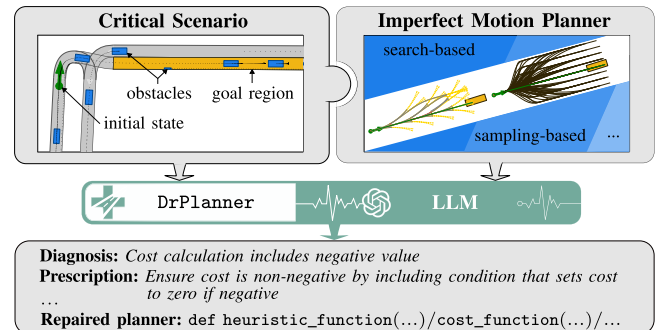 Critical Scenario
obstacles
goal region
initial state
Imperfect Motion Planner
search-based
sampling-based
...
DrPlanner
LLM
Diagnosis: Cost calculation includes negative value
Prescription: Ensure cost is non-negative by including condition that sets cost
to zero if negative
...
Repaired planner: def heuristic_function(...)/cost_function(...)/...